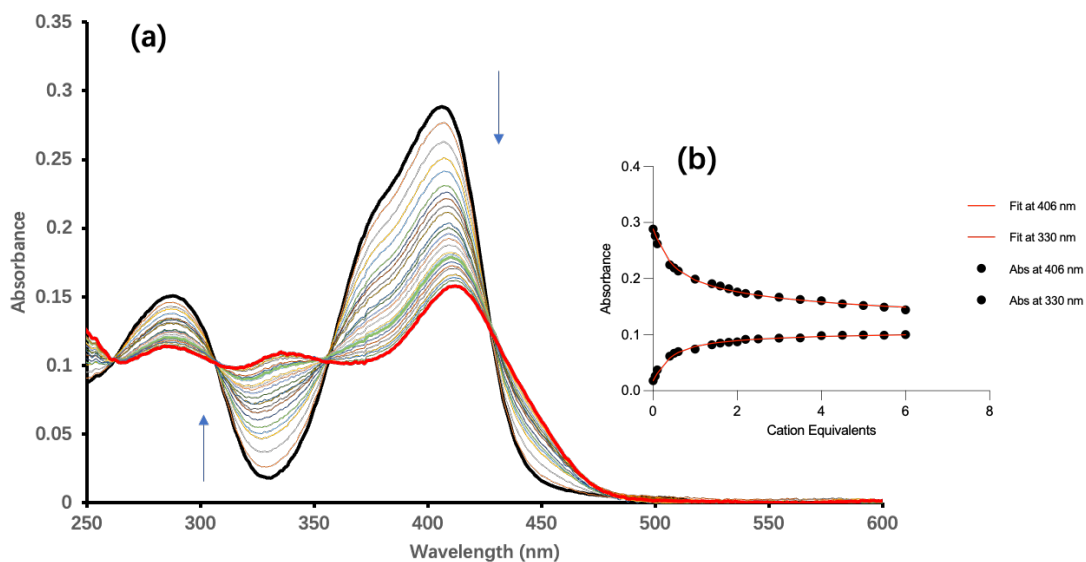 (a)
Absorbance
0.35
0.3
0.25
0.2
0.15
0.1
0.05
0
250
300
350
400
450
500
550
600
Wavelength (nm)
(b)
Absorbance
0.4
0.3
0.2
0.1
0.0
0
2
4
6
8
Cation Equivalents
Fit at 406 nm
Fit at 330 nm
Abs at 406 nm
Abs at 330 nm